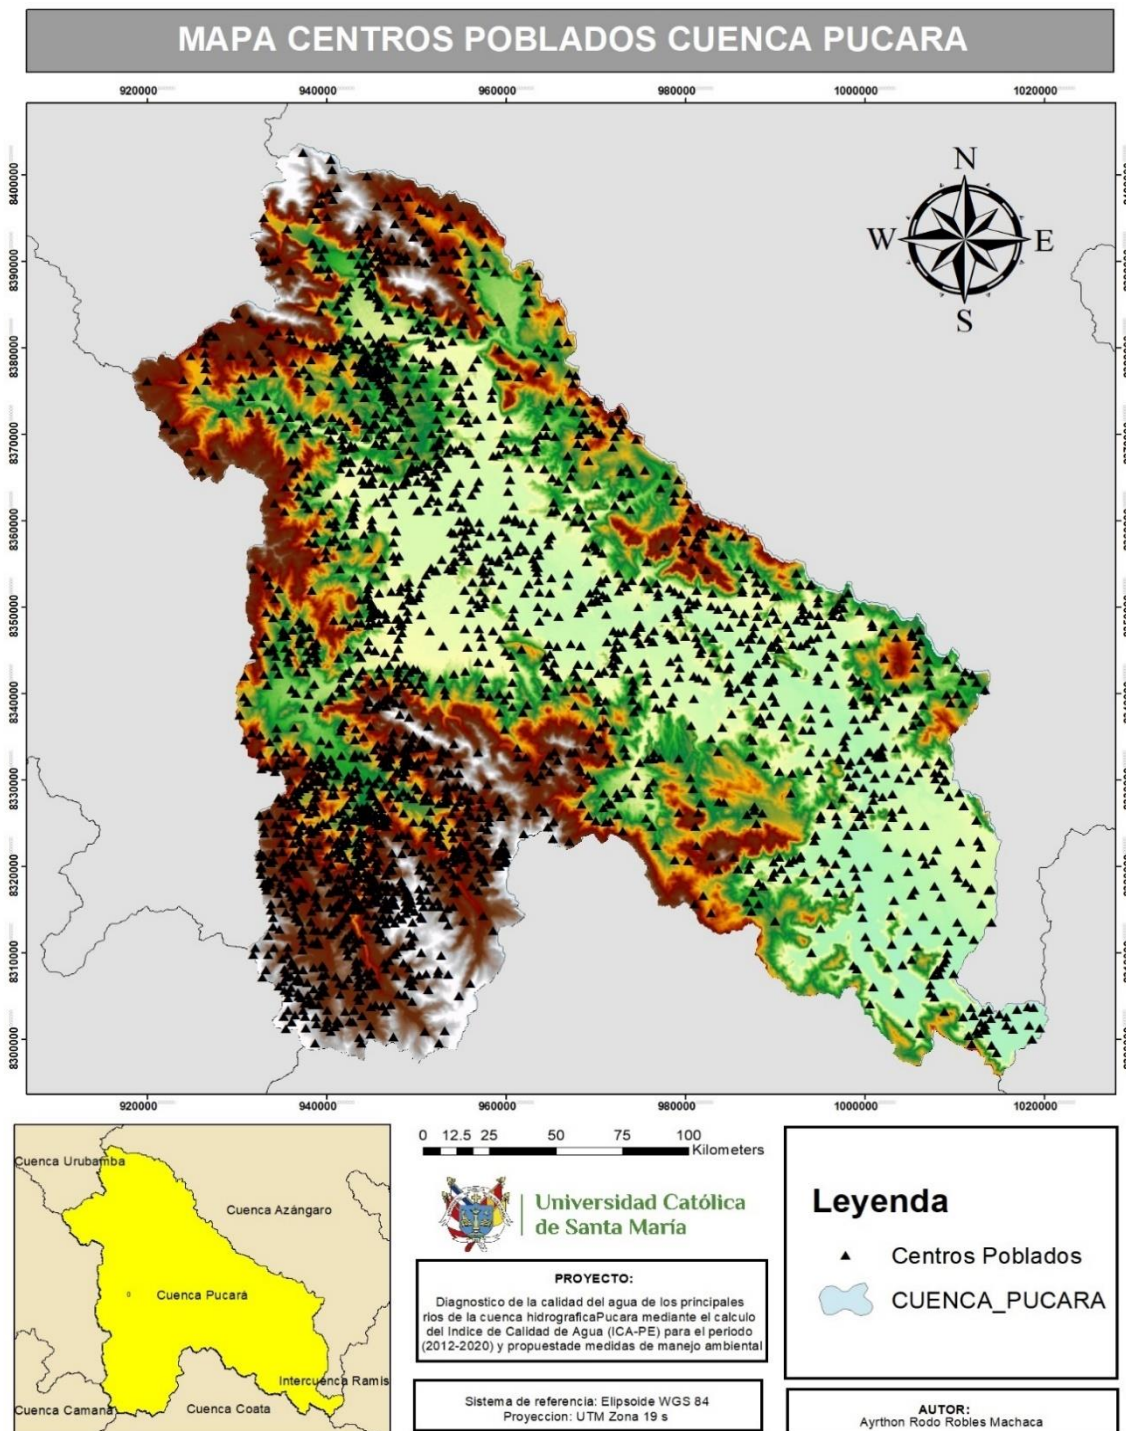 MAPA CENTROS POBLADOS CUENCA PUCARA
920000 940000 960000 980000 1000000 1020000
N
W E
S
8400000
8390000
8380000
8370000
8360000
8350000
8340000
8330000
8320000
8310000
8300000
920000 940000 960000 980000 1000000 1020000
Cuenca Urubamba
Cuenca Azángaro
Cuenca Pucará
Intercuenca Ramis
Cuenca Camaná
Cuenca Coata
0 12.5 25 50 75 100
Kilometers
Universidad Católica
de Santa María
PROYECTO:
Diagnostico de la calidad del agua de los principales
rios de la cuenca hidrograficaPucara mediante el calculo
del Indice de Calidad de Agua (ICA-PE) para el periodo
(2012-2020) y propuestade medidas de manejo ambiental
Sistema de referencia: Elipsoide WGS 84
Proyeccion: UTM Zona 19 s
Leyenda
Centros Poblados
CUENCA_PUCARA
AUTOR:
Ayrthon Rodo Robles Machaca